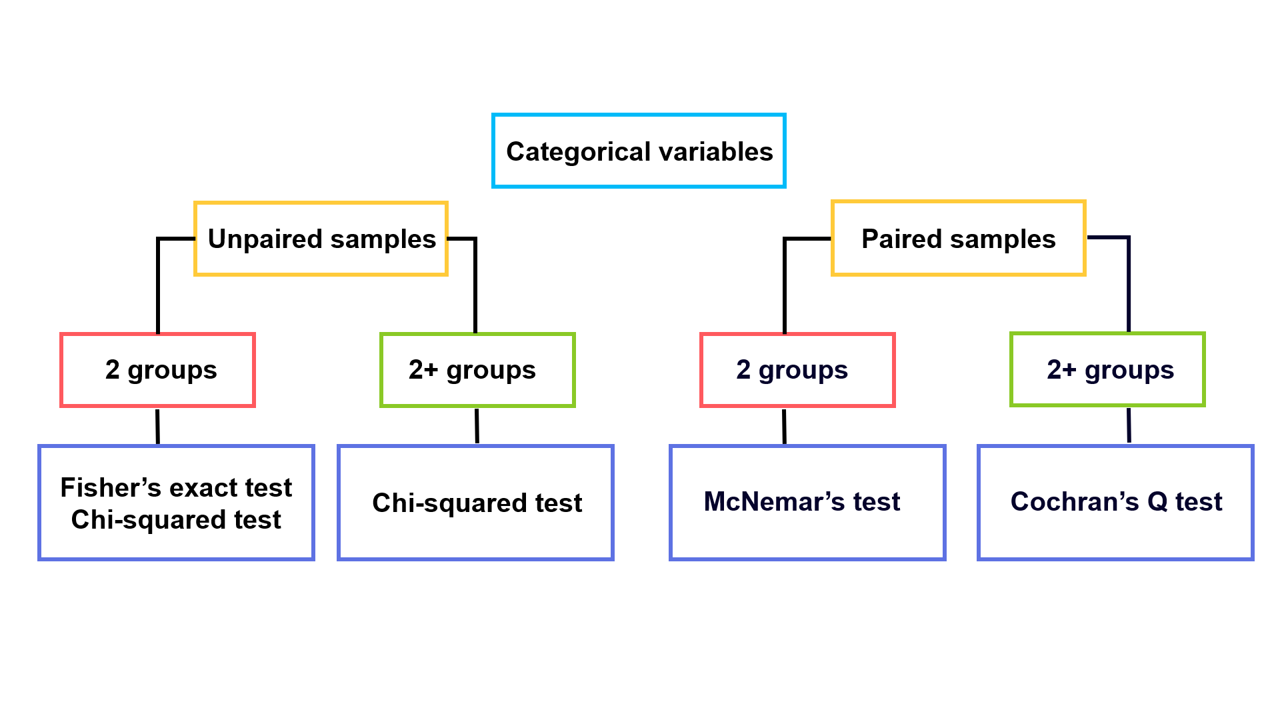 Categorical variables
Unpaired samples
Paired samples
2 groups
2+ groups
2 groups
2+ groups
Fisher’s exact test
Chi-squared test
Chi-squared test
McNemar’s test
Cochran’s Q test